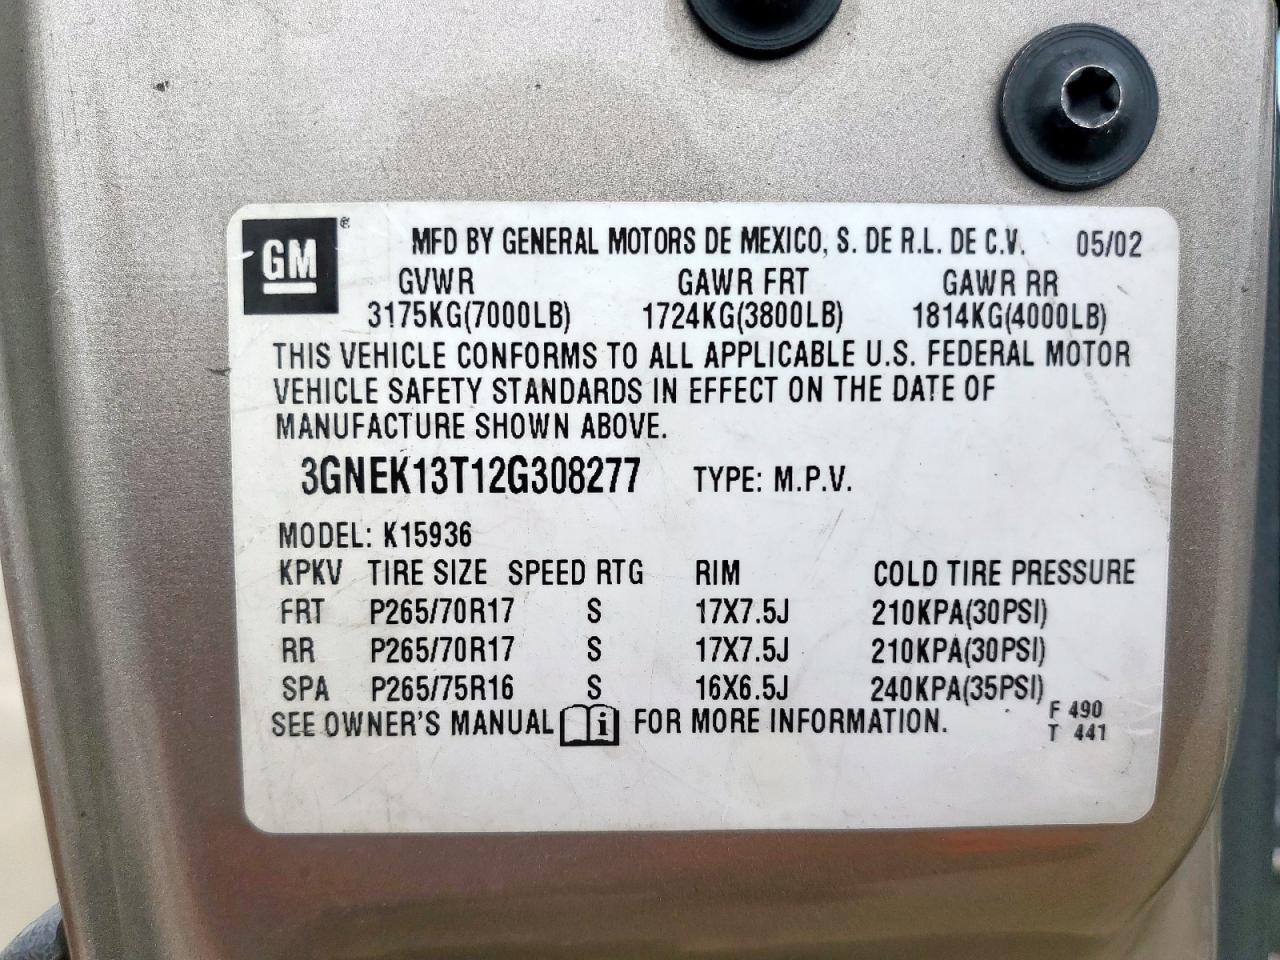 GM ®
MFD BY GENERAL MOTORS DE MEXICO, S. DE R.L. DE C.V. 05/02
GVWR GAWR FRT GAWR RR
3175KG(7000LB) 1724KG(3800LB) 1814KG(4000LB)
THIS VEHICLE CONFORMS TO ALL APPLICABLE U.S. FEDERAL MOTOR
VEHICLE SAFETY STANDARDS IN EFFECT ON THE DATE OF
MANUFACTURE SHOWN ABOVE.
3GNEK13T12G308277 TYPE: M.P.V.
MODEL: K15936
KPKV TIRE SIZE SPEED RTG RIM COLD TIRE PRESSURE
FRT P265/70R17 S 17X7.5J 210KPA(30PSI)
RR P265/70R17 S 17X7.5J 210KPA(30PSI)
SPA P265/75R16 S 16X6.5J 240KPA(35PSI)
SEE OWNER'S MANUAL i FOR MORE INFORMATION. F 490
T 441